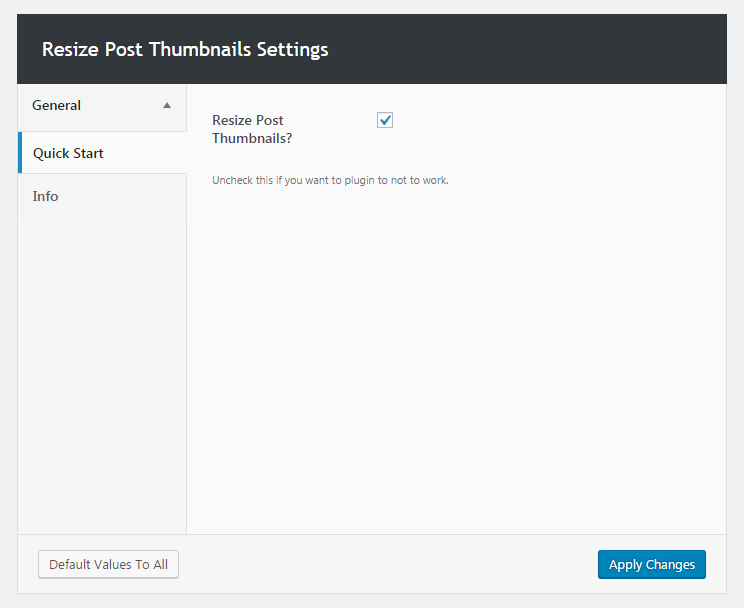 Resize Post Thumbnails Settings
General
Quick Start
Info
Resize Post
Thumbnails?
Uncheck this if you want to plugin to not to work.
Default Values To All
Apply Changes